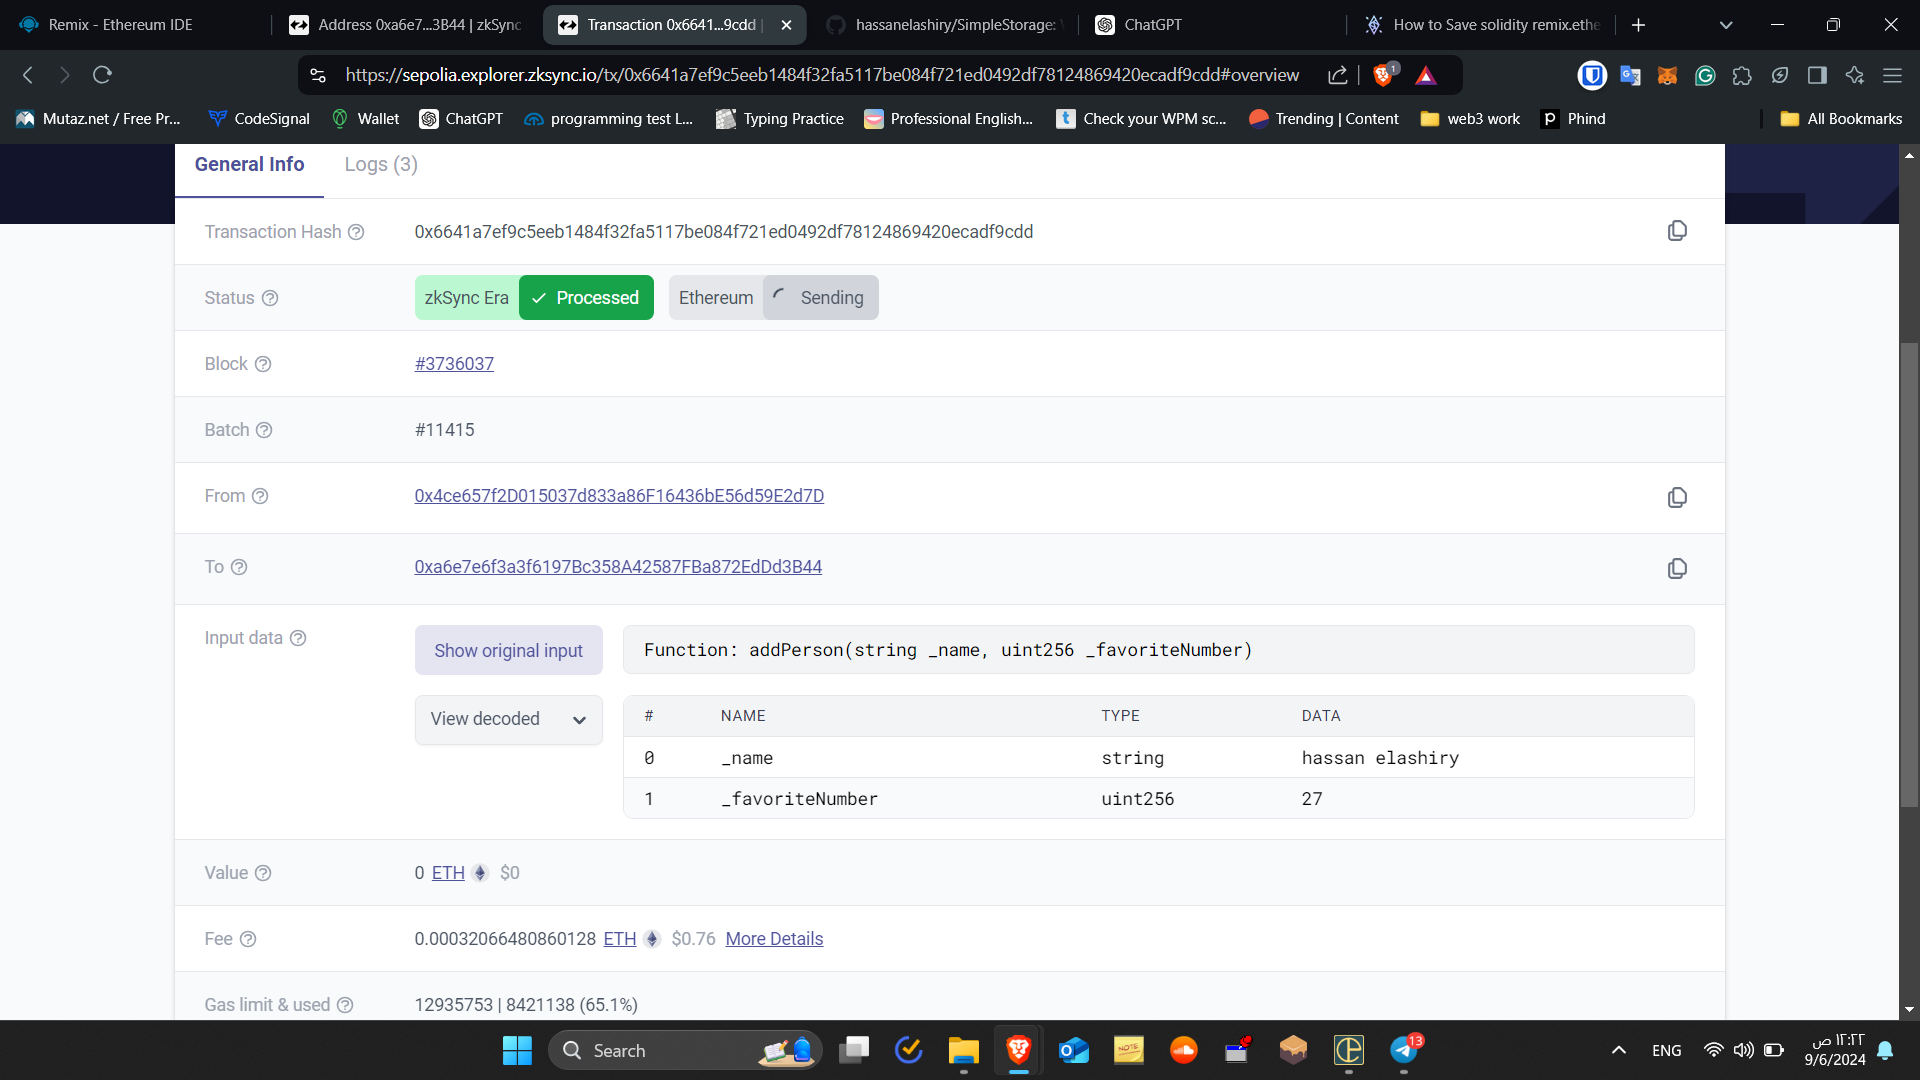 Remix - Ethereum IDE
Address 0xa6e7...3B44 | zkSync
Transaction 0x6641...9cdd |
hassanelashiry/SimpleStorage:
ChatGPT
How to Save solidity remix.ethe
https://sepolia.explorer.zksync.io/tx/0x6641a7ef9c5eeb1484f32fa5117be084f721ed0492df78124869420ecadf9cdd#overview
1
Mutaz.net / Free Pr...
CodeSignal
Wallet
ChatGPT
programming test I...
Typing Practice
Professional English...
Check your WPM sc...
Trending | Content
web3 work
Phind
All Bookmarks
General Info
Logs (3)
Transaction Hash
0x6641a7ef9c5eeb1484f32fa5117be084f721ed0492df78124869420ecadf9cdd
Status
zkSync Era
Processed
Ethereum
Sending
Block
#3736037
Batch
#11415
From
0x4ce657f2D015037d833a86F16436bE56d59E2d7D
To
0xa6e7e6f3a3f6197Bc358A42587FBa872EdDd3B44
Input data
Show original input
Function: addPerson(string _name, uint256 _favoriteNumber)
View decoded
# NAME TYPE DATA
0 _name string hassan elashiry
1 _favoriteNumber uint256 27
Value
0 ETH $0
Fee
0.00032066480860128 ETH $0.76 More Details
Gas limit & used
12935753 | 8421138 (65.1%)
Search
NOTE
13
ENG
١٢:٢٢ ص
9/6/2024